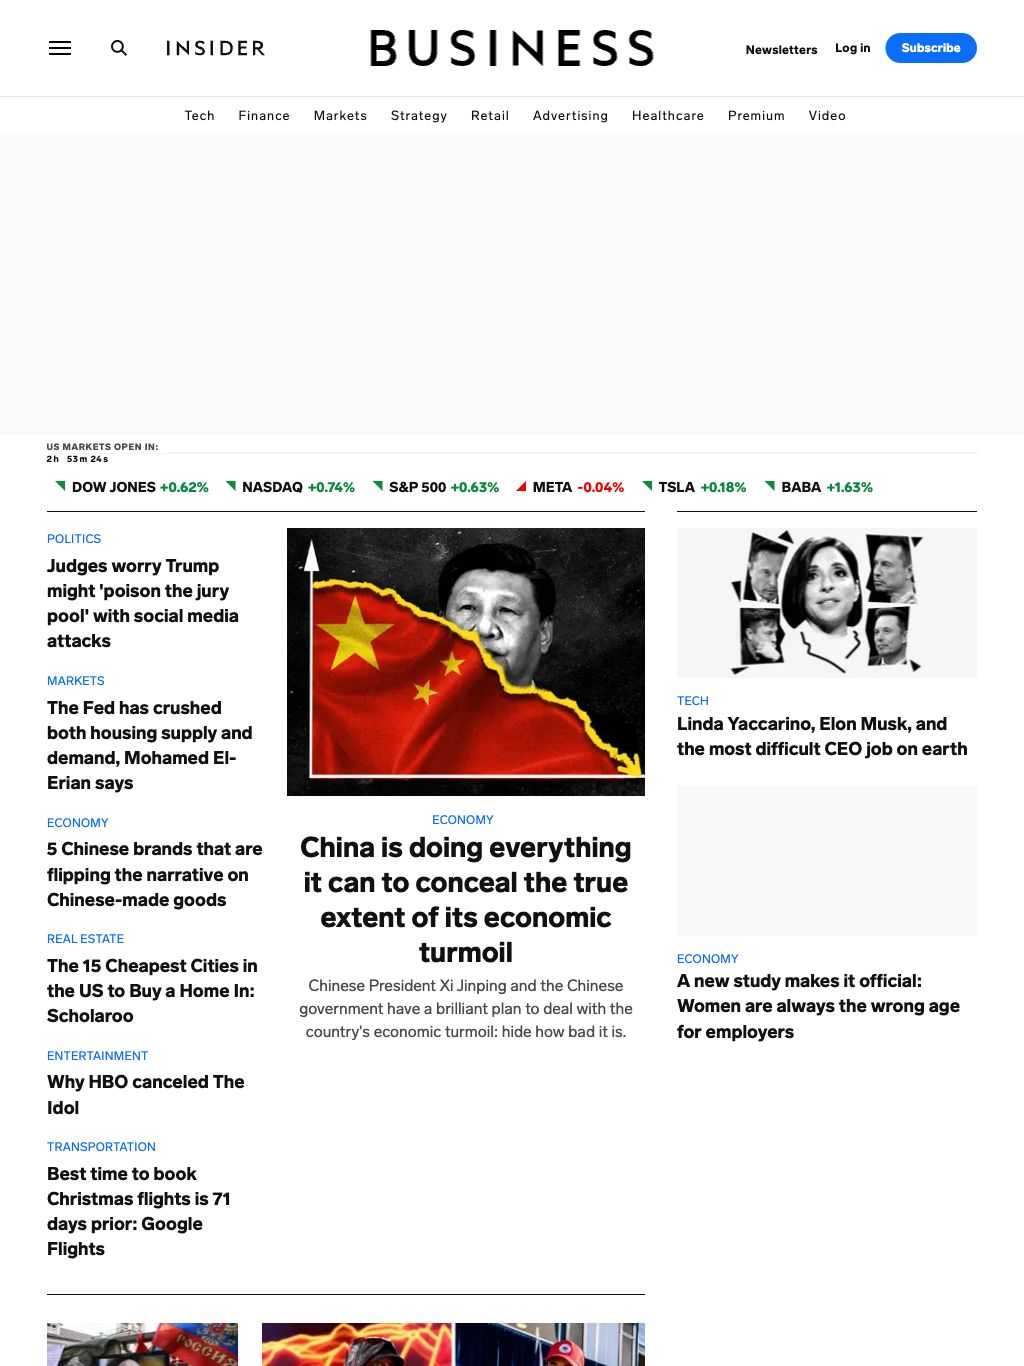 INSIDER
BUSINESS
Newsletters
Log in
Subscribe
Tech Finance Markets Strategy Retail Advertising Healthcare Premium Video
US MARKETS OPEN IN:
2h 53m 24s
DOW JONES +0.62% NASDAQ +0.74% S&P 500 +0.63% META -0.04% TSLA +0.18% BABA +1.63%
POLITICS
Judges worry Trump
might 'poison the jury
pool' with social media
attacks
MARKETS
The Fed has crushed
both housing supply and
demand, Mohamed El-
Erian says
ECONOMY
5 Chinese brands that are
flipping the narrative on
Chinese-made goods
REAL ESTATE
The 15 Cheapest Cities in
the US to Buy a Home In:
Scholaroo
ENTERTAINMENT
Why HBO canceled The
Idol
TRANSPORTATION
Best time to book
Christmas flights is 71
days prior: Google
Flights
ECONOMY
China is doing everything
it can to conceal the true
extent of its economic
turmoil
Chinese President Xi Jinping and the Chinese
government have a brilliant plan to deal with the
country's economic turmoil: hide how bad it is.
TECH
Linda Yaccarino, Elon Musk, and
the most difficult CEO job on earth
ECONOMY
A new study makes it official:
Women are always the wrong age
for employers
РОССИЯ